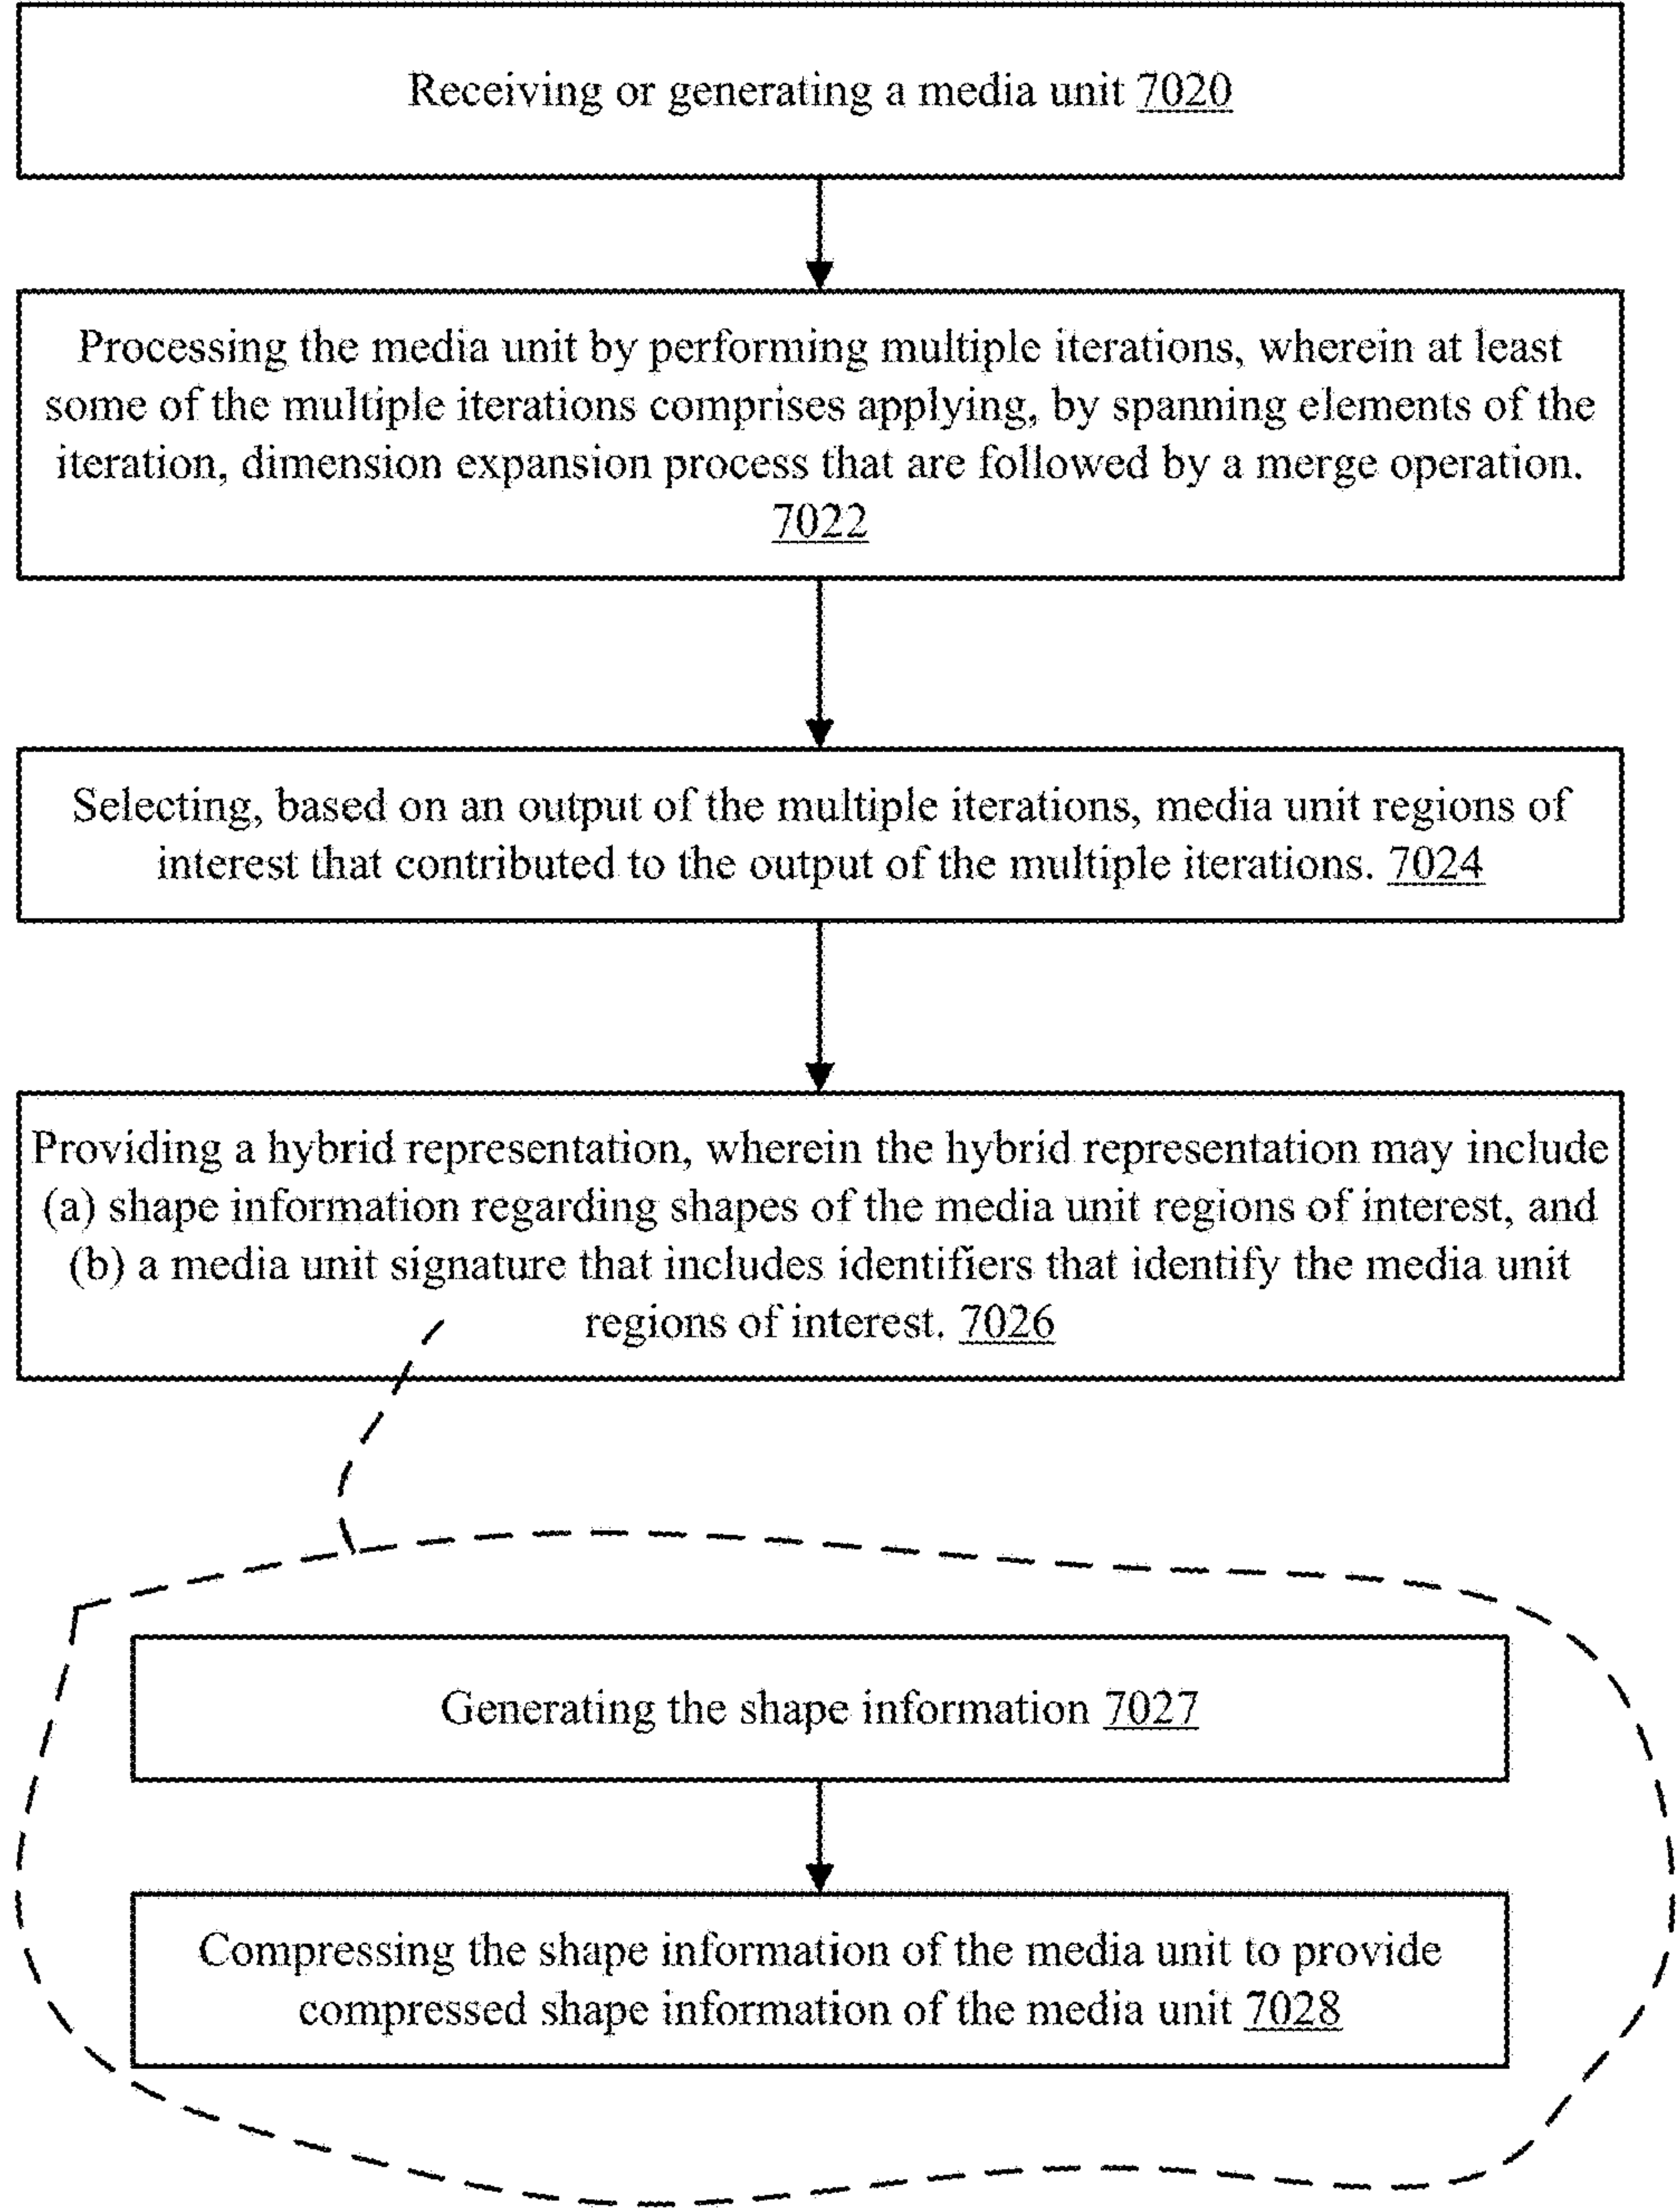 Receiving or generating a media unit 7020
Processing the media unit by performing multiple iterations, wherein at least
some of the multiple iterations comprises applying, by spanning elements of the
iteration, dimension expansion process that are followed by a merge operation.
7022
Selecting, based on an output of the multiple iterations, media unit regions of
interest that contributed to the output of the multiple iterations. 7024
Providing a hybrid representation, wherein the hybrid representation may include
(a) shape information regarding shapes of the media unit regions of interest, and
(b) a media unit signature that includes identifiers that identify the media unit
regions of interest. 7026
Generating the shape information 7027
Compressing the shape information of the media unit to provide
compressed shape information of the media unit 7028